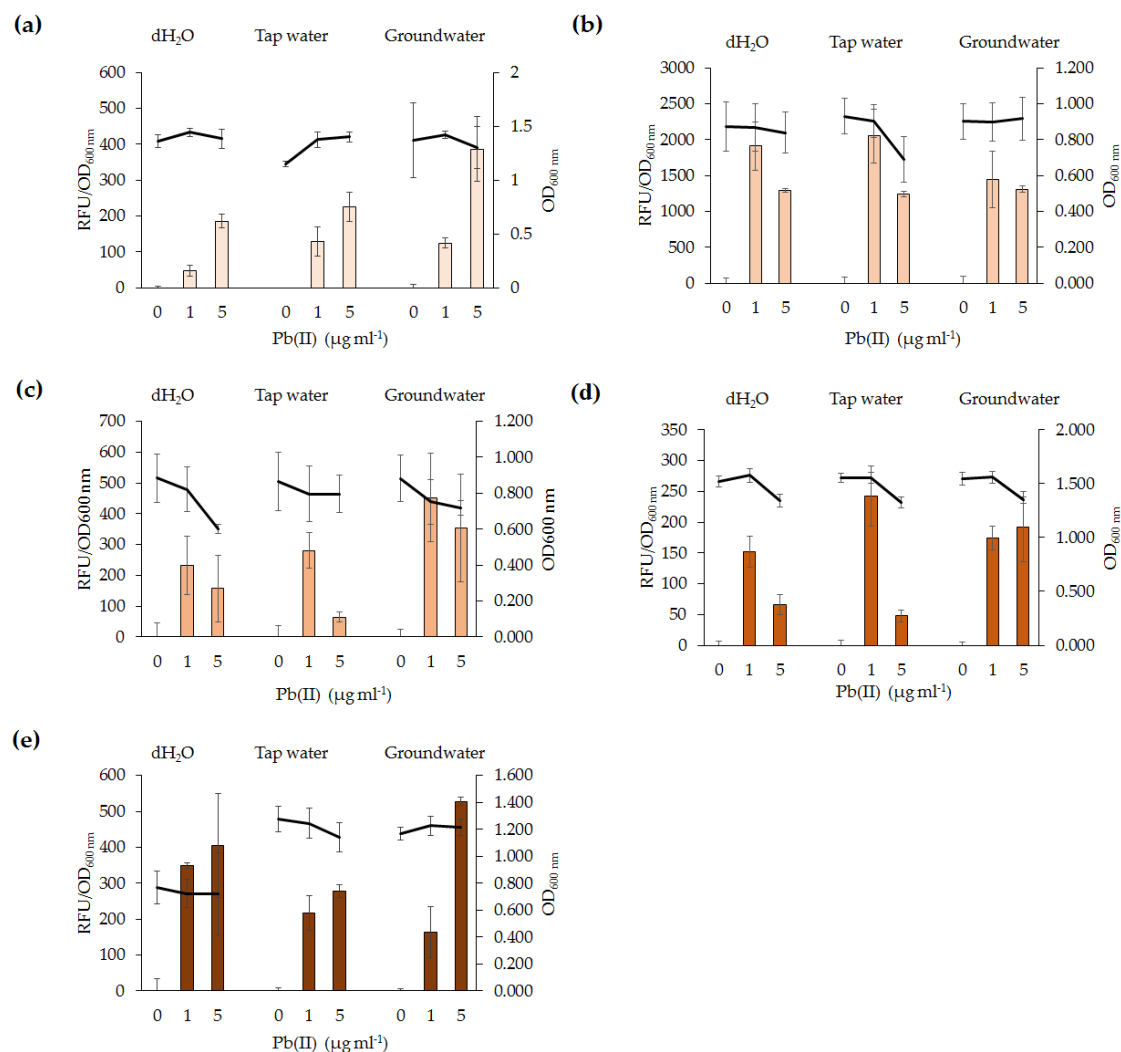 (a)
dH2O Tap water Groundwater
600 500 400 300 200 100 0
RFU/OD600 nm
2 1.5 1 0.5 0
OD600 nm
0 1 5 0 1 5 0 1 5
Pb(II) (µg ml-1)
(b)
dH2O Tap water Groundwater
3000 2500 2000 1500 1000 500 0
RFU/OD600 nm
1.200 1.000 0.800 0.600 0.400 0.200 0.000
OD600 nm
0 1 5 0 1 5 0 1 5
Pb(II) (µg ml-1)
(c)
dH2O Tap water Groundwater
700 600 500 400 300 200 100 0
RFU/OD600 nm
1.200 1.000 0.800 0.600 0.400 0.200 0.000
OD600 nm
0 1 5 0 1 5 0 1 5
Pb(II) (µg ml-1)
(d)
dH2O Tap water Groundwater
350 300 250 200 150 100 50 0
RFU/OD600 nm
2.000 1.500 1.000 0.500 0.000
OD600 nm
0 1 5 0 1 5 0 1 5
Pb(II) (µg ml-1)
(e)
dH2O Tap water Groundwater
600 500 400 300 200 100 0
RFU/OD600 nm
1.600 1.400 1.200 1.000 0.800 0.600 0.400 0.200 0.000
OD600 nm
0 1 5 0 1 5 0 1 5
Pb(II) (µg ml-1)